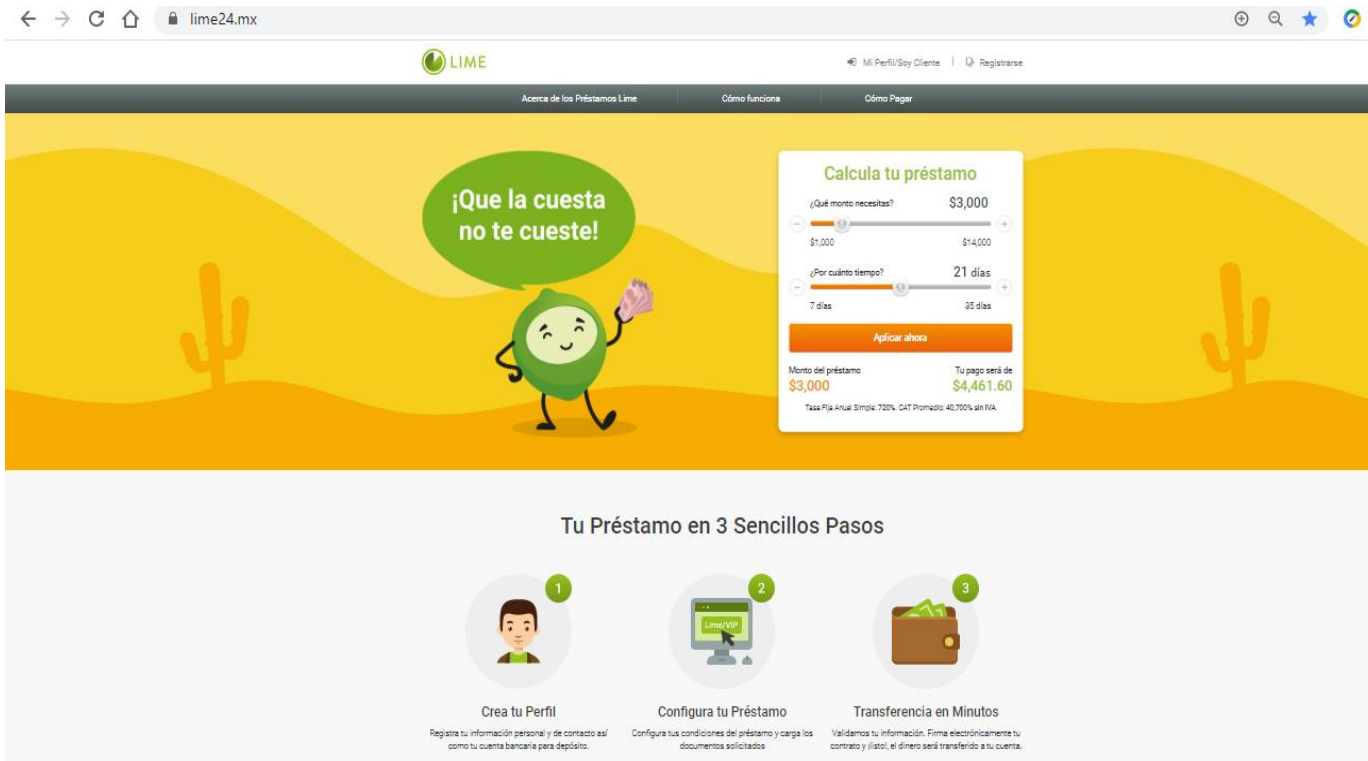 lime24.mx
LIME
Mi Perfil/Soy Cliente | Registrarse
Acerca de los Préstamos Lime
Cómo funciona
Cómo Pagar
¡Que la cuesta
no te cueste!
Calcula tu préstamo
¿Qué monto necesitas? $3,000
$1,000 $14,000
¿Por cuánto tiempo? 21 días
7 días 35 días
Aplicar ahora
Monto del préstamo Tu pago será de
$3,000 $4,461.60
Tasa Fija Anual Simple: 720%. CAT Promedio: 40,700% sin IVA
Tu Préstamo en 3 Sencillos Pasos
1
2
3
Lime/VIP
Crea tu Perfil
Registra tu información personal y de contacto así
como tu cuenta bancaria para depósito.
Configura tu Préstamo
Configura tus condiciones del préstamo y carga los
documentos solicitados
Transferencia en Minutos
Validamos tu información. Firma electrónicamente tu
contrato y ¡listo!, el dinero será transferido a tu cuenta.